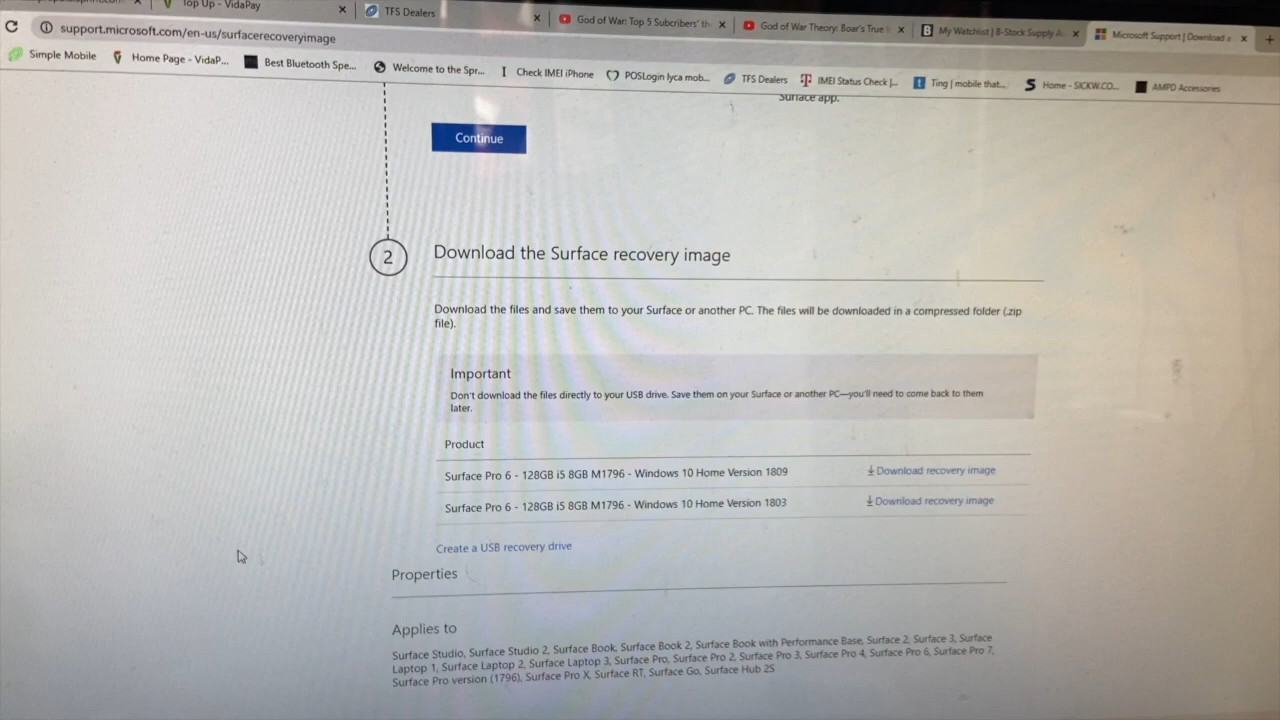 Top Up - VidaPay
TFS Dealers
God of War: Top 5 Subcribers' th
God of War Theory: Boar's True
My Watchlist | B-Stock Supply A
Microsoft Support | Download a
support.microsoft.com/en-us/surfacerecoveryimage
Simple Mobile
Home Page - VidaP...
Best Bluetooth Spe...
Welcome to the Spr...
Check IMEI iPhone
POSLogin lyca mob...
TFS Dealers
IMEI Status Check |...
Ting | mobile that...
Home - SICKW.CO...
AMPD Accessories
Surface app.
Continue
2
Download the Surface recovery image
Download the files and save them to your Surface or another PC. The files will be downloaded in a compressed folder (.zip
file).
Important
Don't download the files directly to your USB drive. Save them on your Surface or another PC—you'll need to come back to them
later.
Product
Surface Pro 6 - 128GB i5 8GB M1796 - Windows 10 Home Version 1809
Download recovery image
Surface Pro 6 - 128GB i5 8GB M1796 - Windows 10 Home Version 1803
Download recovery image
Create a USB recovery drive
Properties
Applies to
Surface Studio, Surface Studio 2, Surface Book, Surface Book 2, Surface Book with Performance Base, Surface 2, Surface 3, Surface
Laptop 1, Surface Laptop 2, Surface Laptop 3, Surface Pro, Surface Pro 2, Surface Pro 3, Surface Pro 4, Surface Pro 6, Surface Pro 7,
Surface Pro version (1796), Surface Pro X, Surface RT, Surface Go, Surface Hub 2S